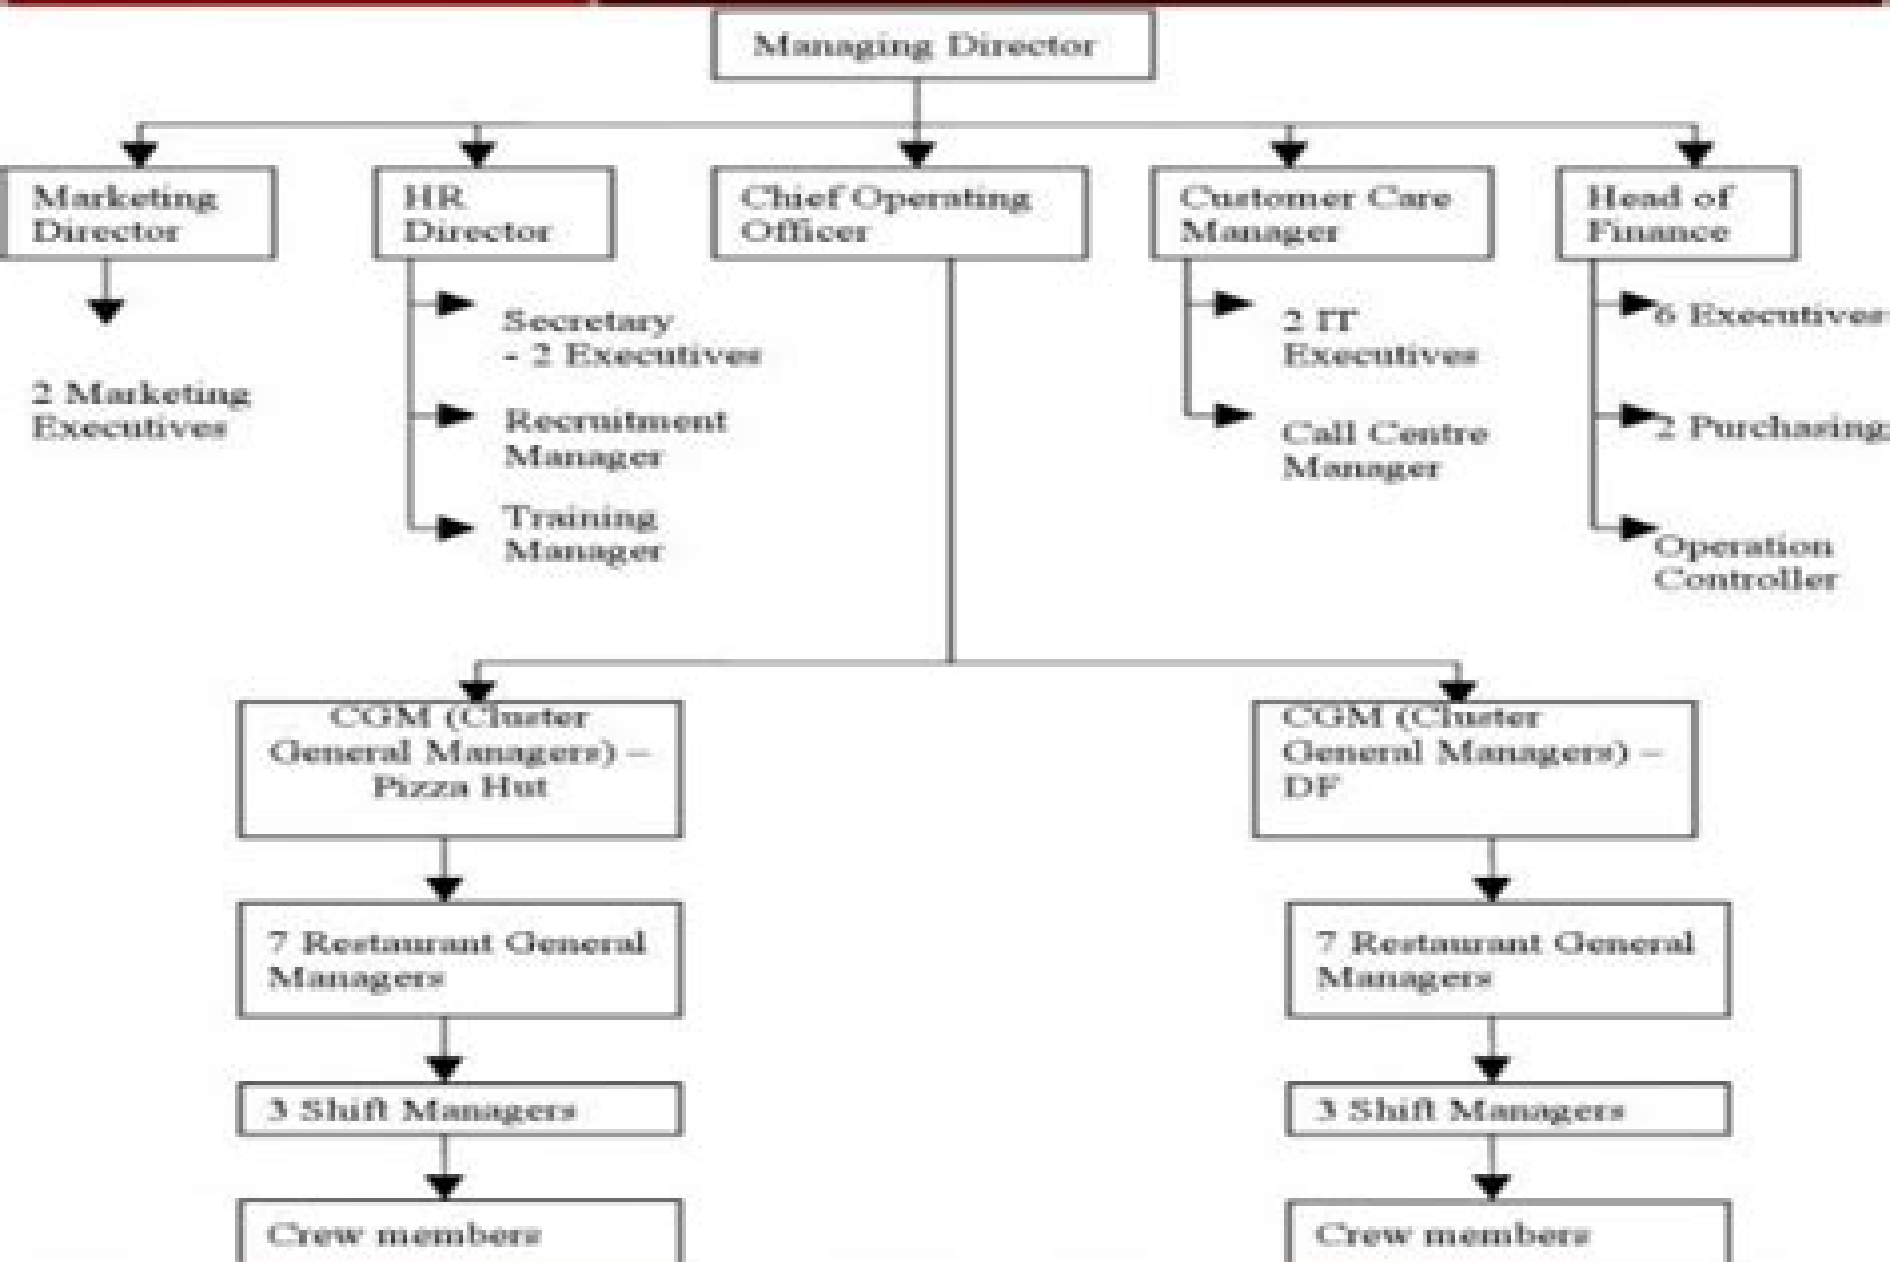 Managing Director
Marketing
Director
HR
Director
Chief Operating
Officer
Customer Care
Manager
Head of
Finance
2 Marketing
Executives
Secretary
- 2 Executives
Recruitment
Manager
Training
Manager
2 IT
Executives
Call Centre
Manager
6 Executives
2 Purchasing
Operation
Controller
CGM (Cluster
General Managers) –
Pizza Hut
CGM (Cluster
General Managers) –
DF
7 Restaurant General
Managers
7 Restaurant General
Managers
3 Shift Managers
3 Shift Managers
Crew members
Crew members